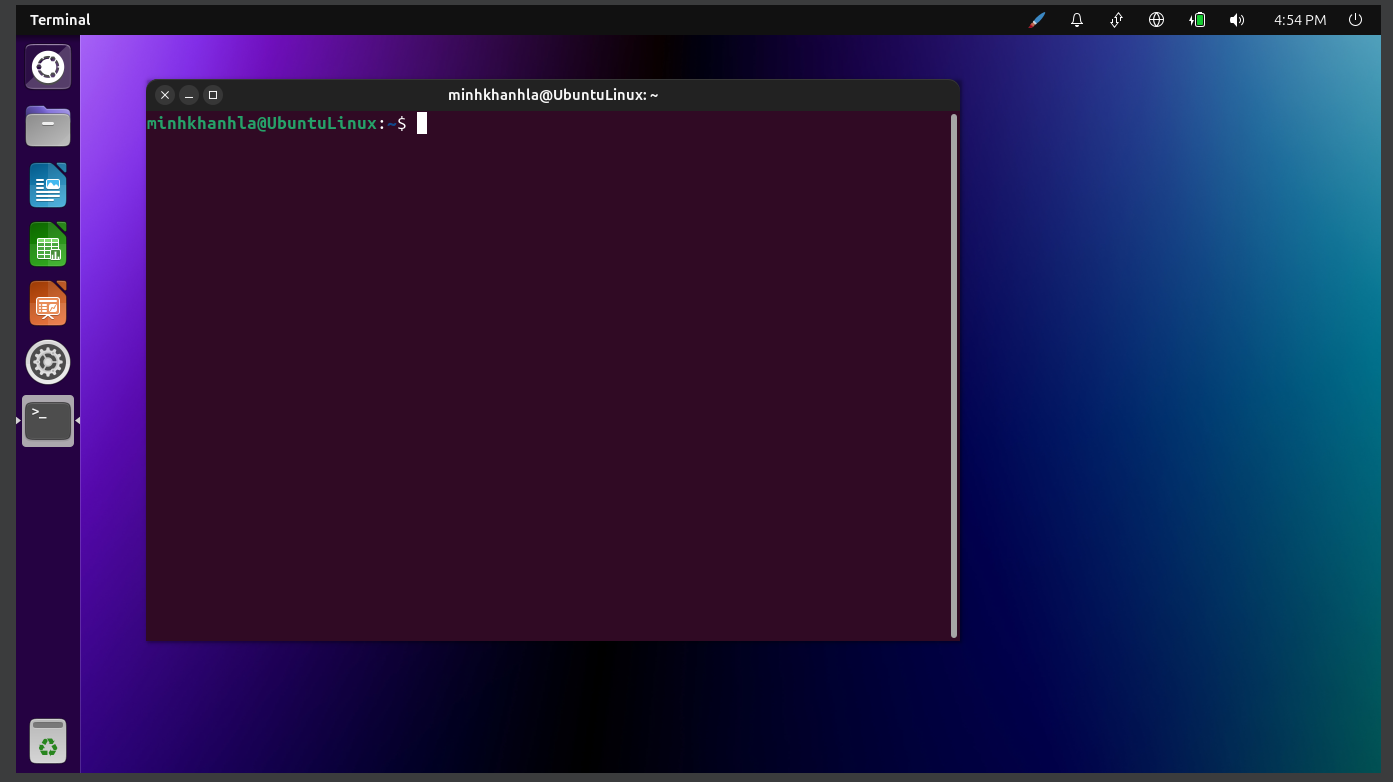 Terminal
4:54 PM
minhkhanhla@UbuntuLinux: ~
minhkhanhla@UbuntuLinux:~$
>_